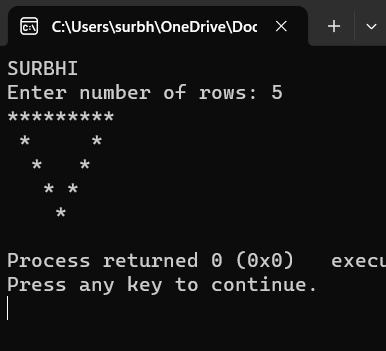 C:\Users\surbh\OneDrive\Doc
SURBHI
Enter number of rows: 5
*********
 *     *
  *   *
   * *
    *
Process returned 0 (0x0)   execu
Press any key to continue.